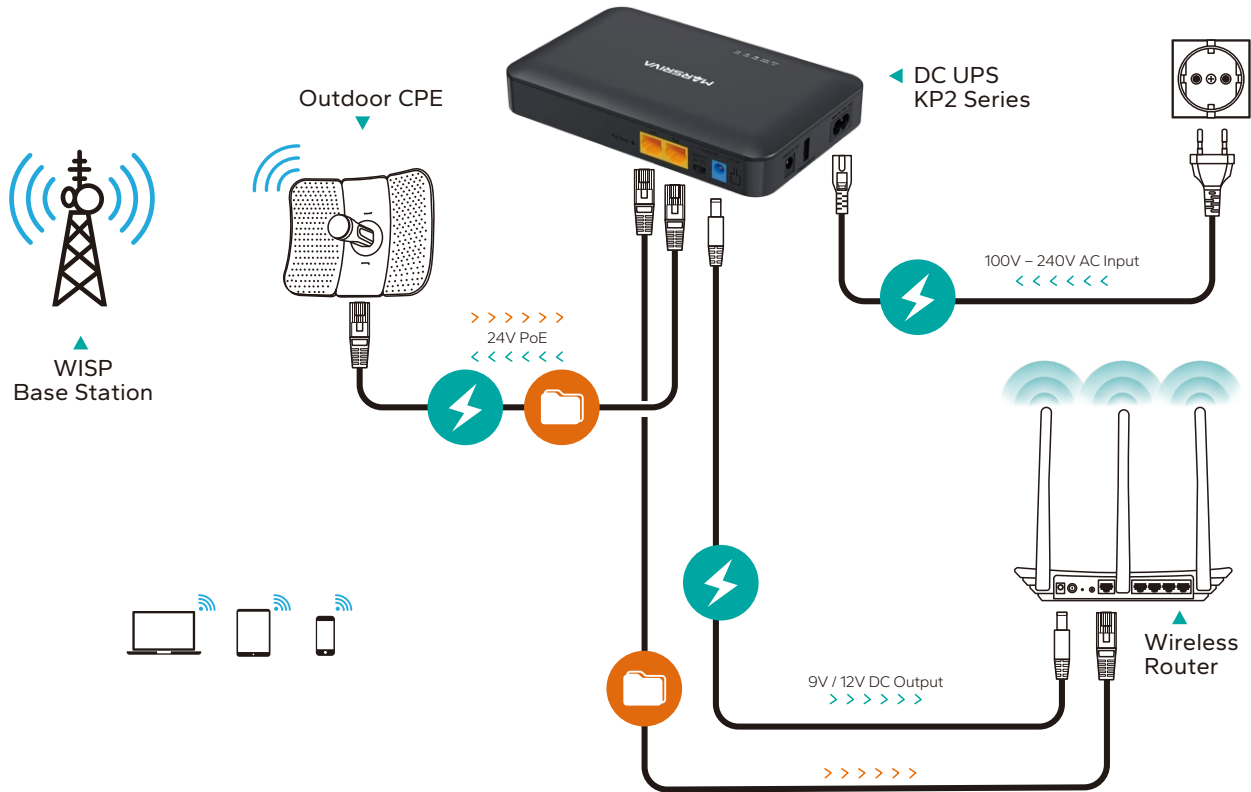 MARSRIVA
DC UPS
KP2 Series
Outdoor CPE
WISP
Base Station
100V – 240V AC Input
24V PoE
9V / 12V DC Output
Wireless
Router